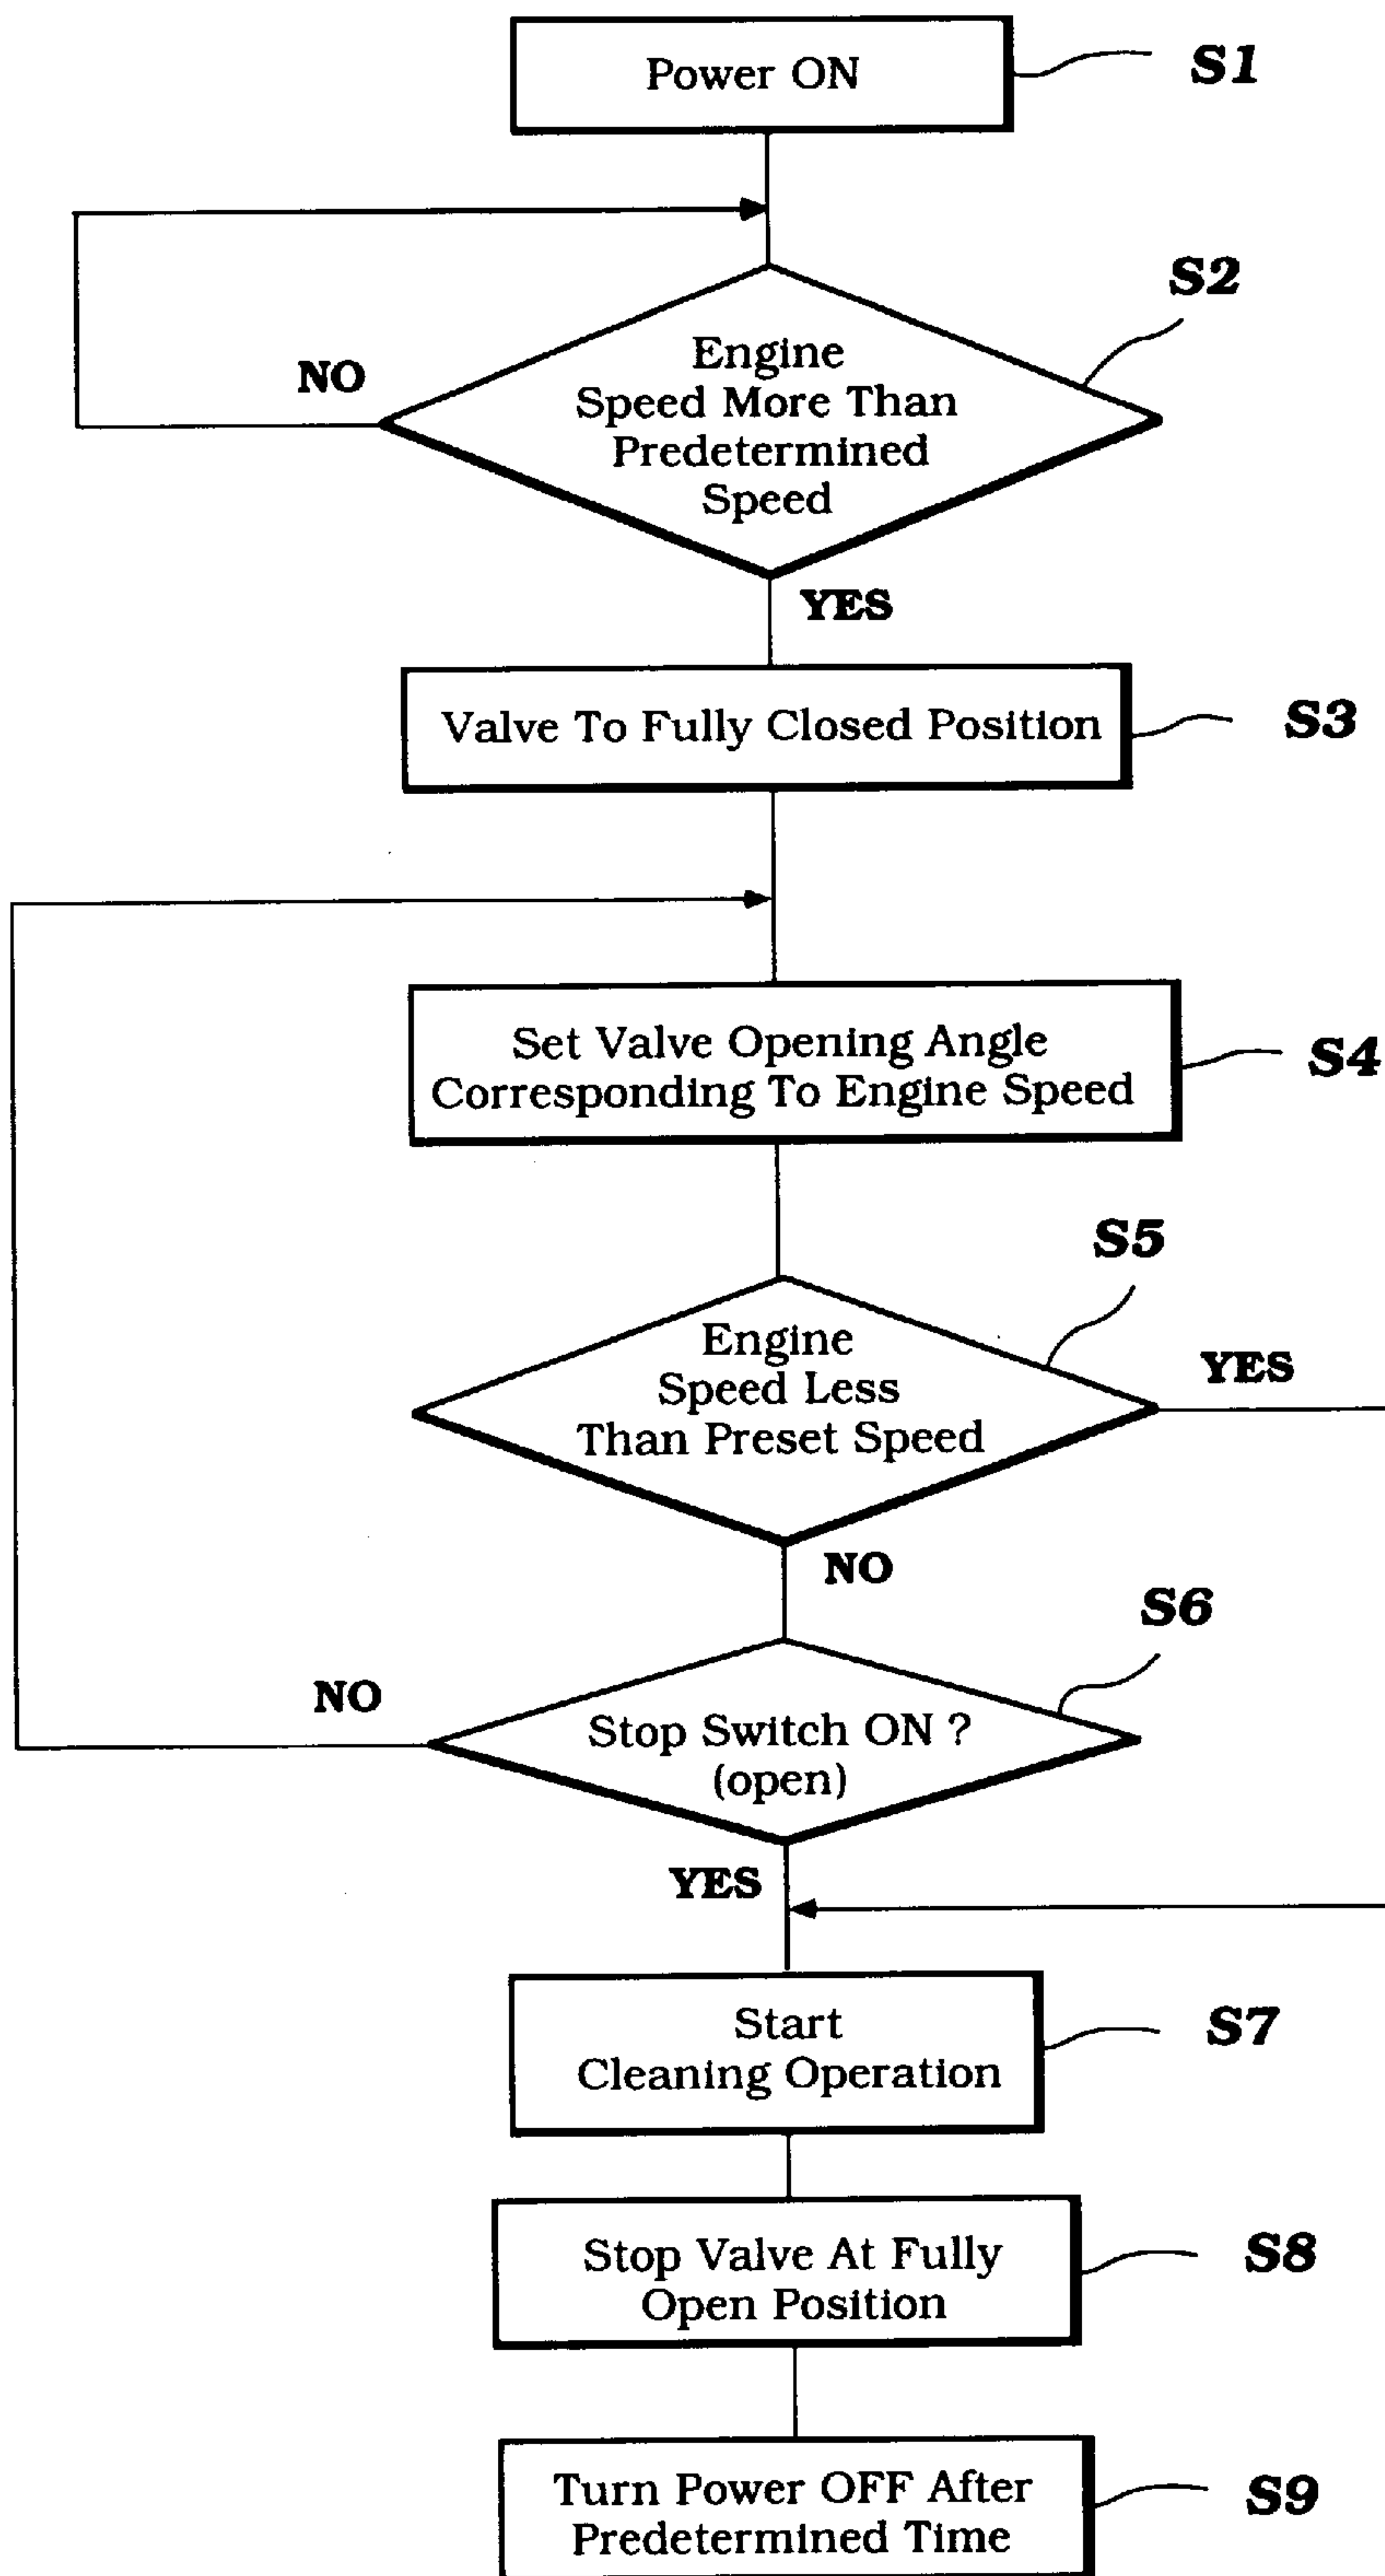 Power ON
S1
S2
NO
Engine
Speed More Than
Predetermined
Speed
YES
Valve To Fully Closed Position
S3
Set Valve Opening Angle
Corresponding To Engine Speed
S4
S5
Engine
Speed Less
Than Preset Speed
YES
NO
S6
NO
Stop Switch ON ?
(open)
YES
Start
Cleaning Operation
S7
Stop Valve At Fully
Open Position
S8
Turn Power OFF After
Predetermined Time
S9